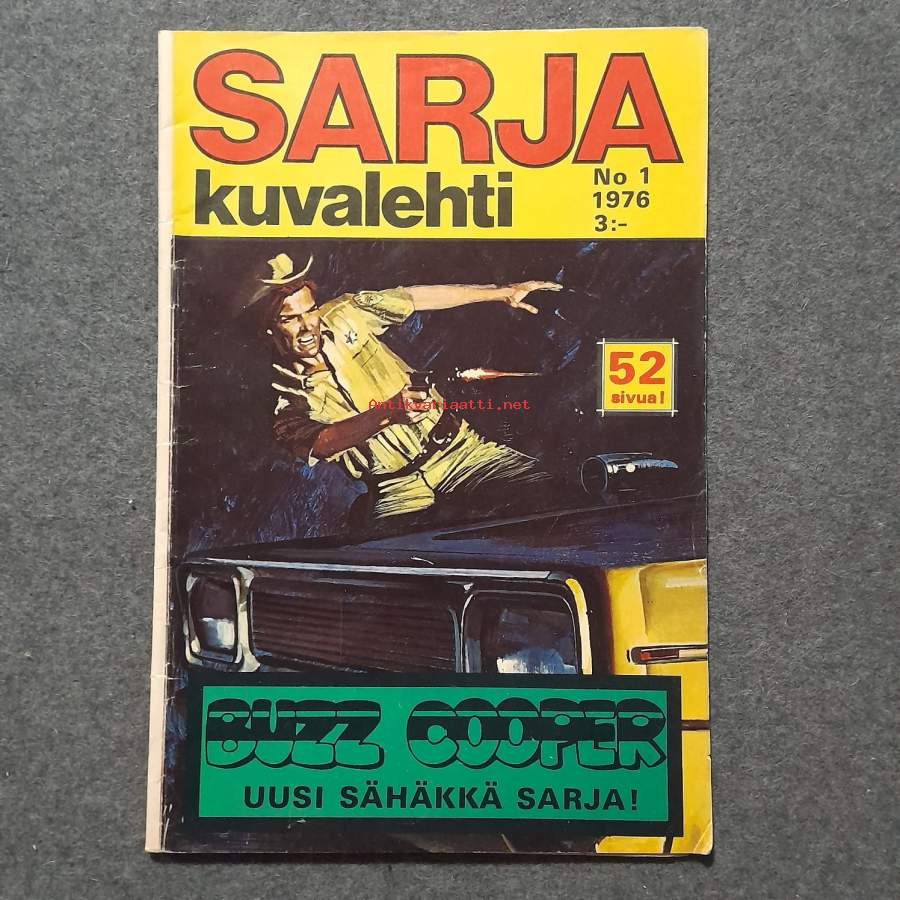 SARJA
kuvalehti
No 1
1976
3:-
52
sivua!
Antikvariaatti.net
BUZZ COOPER
UUSI SÄHÄKKÄ SARJA!